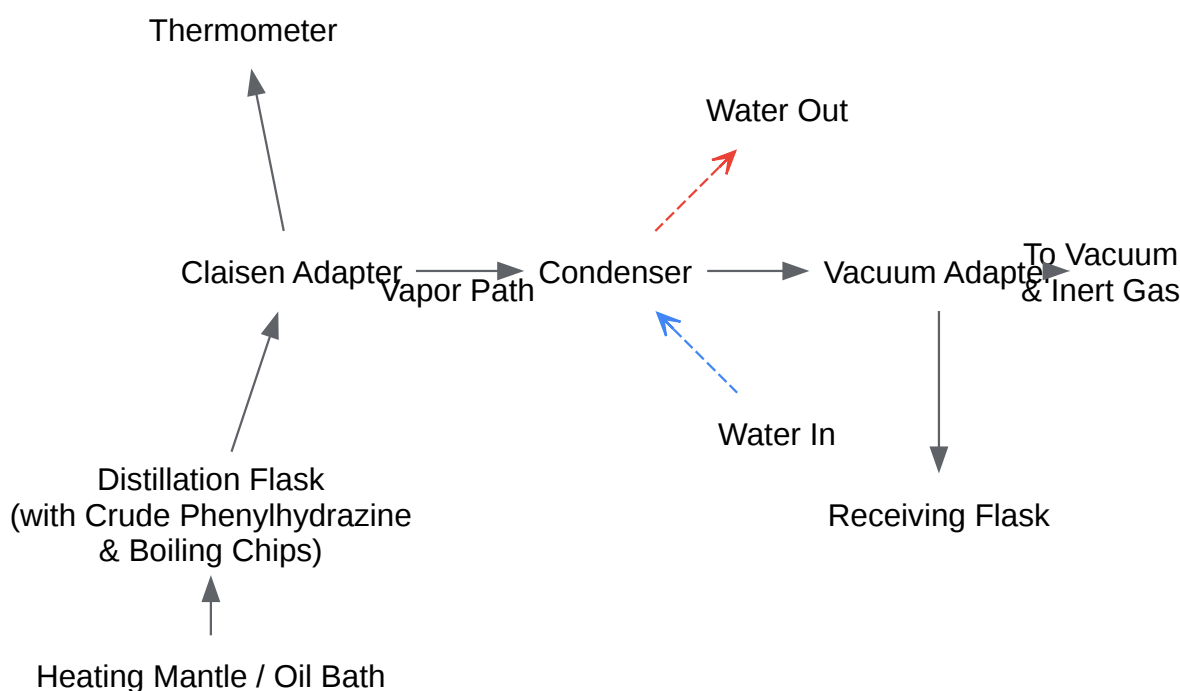 Thermometer
Water Out
Claisen Adapter
Vapor Path
Condenser
Vacuum Adapter
To Vacuum
& Inert Gas
Water In
Distillation Flask
(with Crude Phenylhydrazine
& Boiling Chips)
Receiving Flask
Heating Mantle / Oil Bath